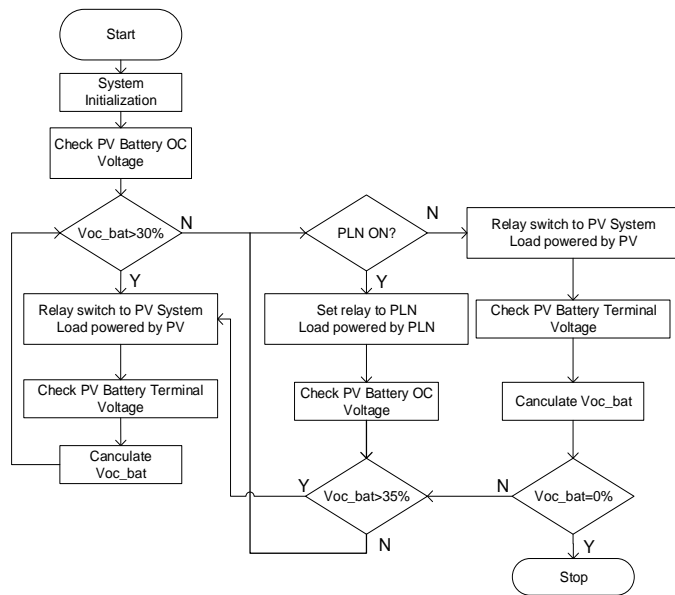 Start
System
Initialization
Check PV Battery OC
Voltage
Voc_bat>30%
N
Y
Relay switch to PV System
Load powered by PV
Check PV Battery Terminal
Voltage
Canculate
Voc_bat
PLN ON?
N
Y
Set relay to PLN
Load powered by PLN
Check PV Battery OC
Voltage
Voc_bat>35%
Y
N
Relay switch to PV System
Load powered by PV
Check PV Battery Terminal
Voltage
Canculate Voc_bat
Voc_bat=0%
N
Y
Stop